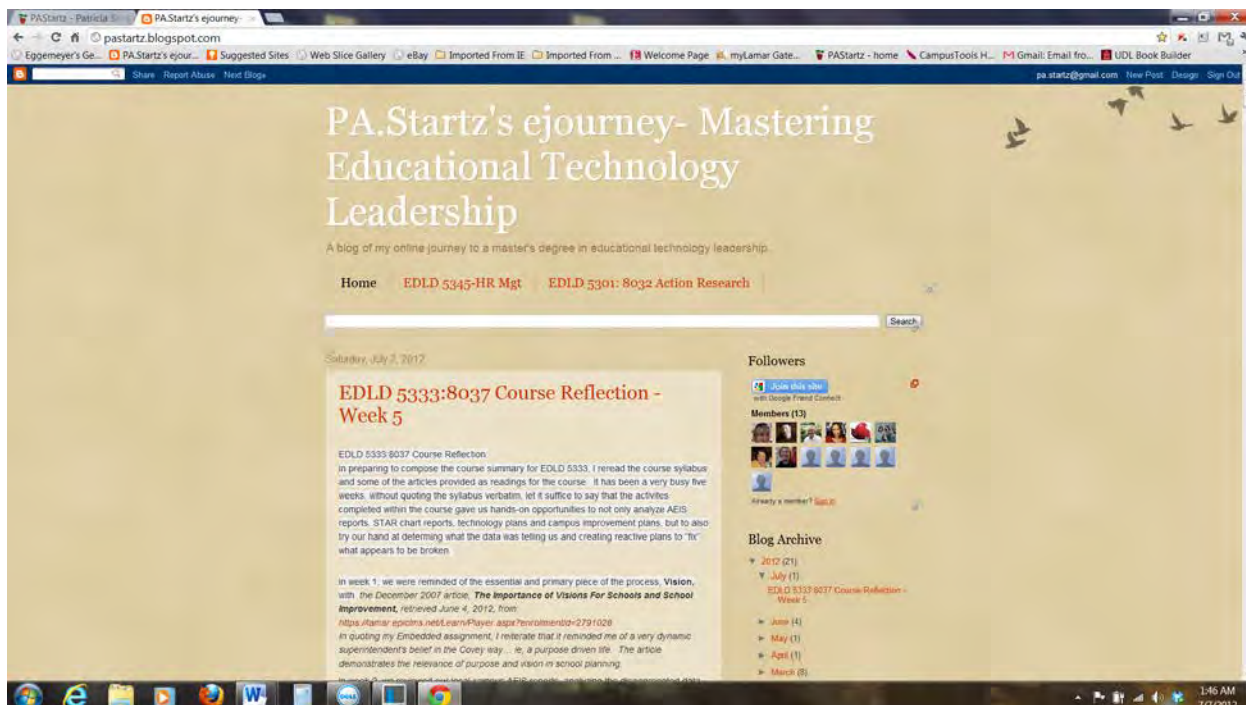 PAStartz - Patricia S
PA.Startz's ejourney-
pastartz.blogspot.com
Eggemeyer's Ge... PA.Startz's ejour... Suggested Sites Web Slice Gallery eBay Imported From IE Imported From ... Welcome Page myLamar Gate... PAStartz - home CampusTools H... Gmail: Email fro... UDL Book Builder
Share Report Abuse Next Blog»
pa.startz@gmail.com New Post Design Sign Out
PA.Startz's ejourney- Mastering
Educational Technology
Leadership
A blog of my online journey to a master's degree in educational technology leadership.
Home EDLD 5345-HR Mgt EDLD 5301: 8032 Action Research
Search
Saturday, July 7, 2012
EDLD 5333:8037 Course Reflection -
Week 5
EDLD 5333:8037 Course Reflection
In preparing to compose the course summary for EDLD 5333, I reread the course syllabus
and some of the articles provided as readings for the course. It has been a very busy five
weeks, without quoting the syllabus verbatim, let it suffice to say that the activites
completed within the course gave us hands-on opportunities to not only analyze AEIS
reports, STAR chart reports, technology plans and campus improvement plans, but to also
try our hand at determing what the data was telling us and creating reactive plans to "fix"
what appears to be broken.
In week 1, we were reminded of the essential and primary piece of the process, Vision,
with the December 2007 article, The Importance of Visions For Schools and School
Improvement, retrieved June 4, 2012, from:
https://lamar.epiclms.net/Learn/Player.aspx?enrolmentid=2791028
In quoting my Embedded assignment, I reiterate that it reminded me of a very dynamic
superintendent's belief in the Covey way... ie, a purpose driven life. The article
demonstrates the relevance of purpose and vision in school planning.
Followers
Join this site
with Google Friend Connect
Members (13)
Already a member? Sign in
Blog Archive
▼ 2012 (21)
▼ July (1)
EDLD 5333:8037 Course Reflection -
Week 5
► June (4)
► May (1)
► April (1)
► March (8)
1:46 AM
7/7/2012